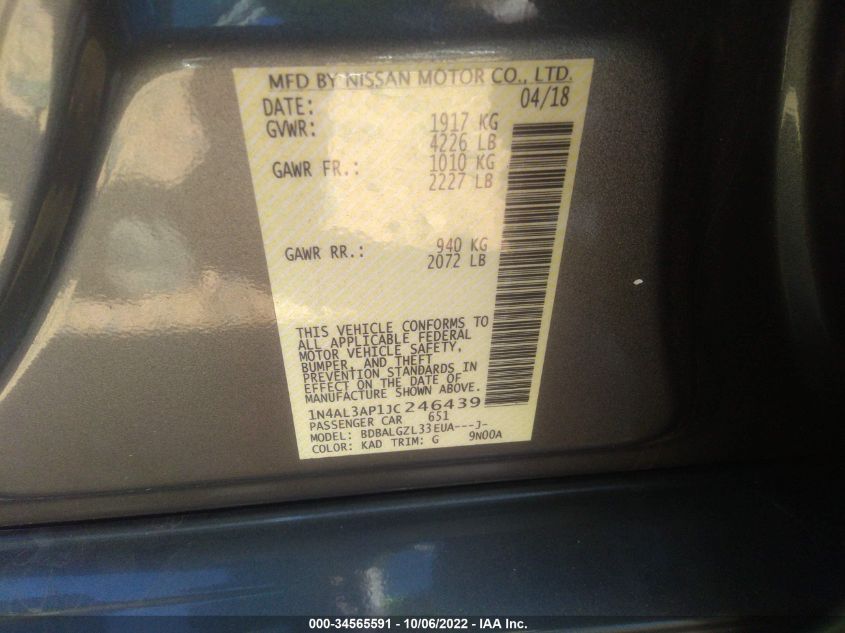 MFD BY NISSAN MOTOR CO., LTD.
DATE: 04/18
GVWR: 1917 KG
4226 LB
GAWR FR.: 1010 KG
2227 LB
GAWR RR.: 940 KG
2072 LB
THIS VEHICLE CONFORMS TO
ALL APPLICABLE FEDERAL
MOTOR VEHICLE SAFETY,
BUMPER, AND THEFT
PREVENTION STANDARDS IN
EFFECT ON THE DATE OF
MANUFACTURE SHOWN ABOVE.
1N4AL3AP1JC246439
PASSENGER CAR 651
MODEL: BDBALGZL33EUA---J-
COLOR: KAD TRIM: G 9N00A
000-34565591 - 10/06/2022 - IAA Inc.